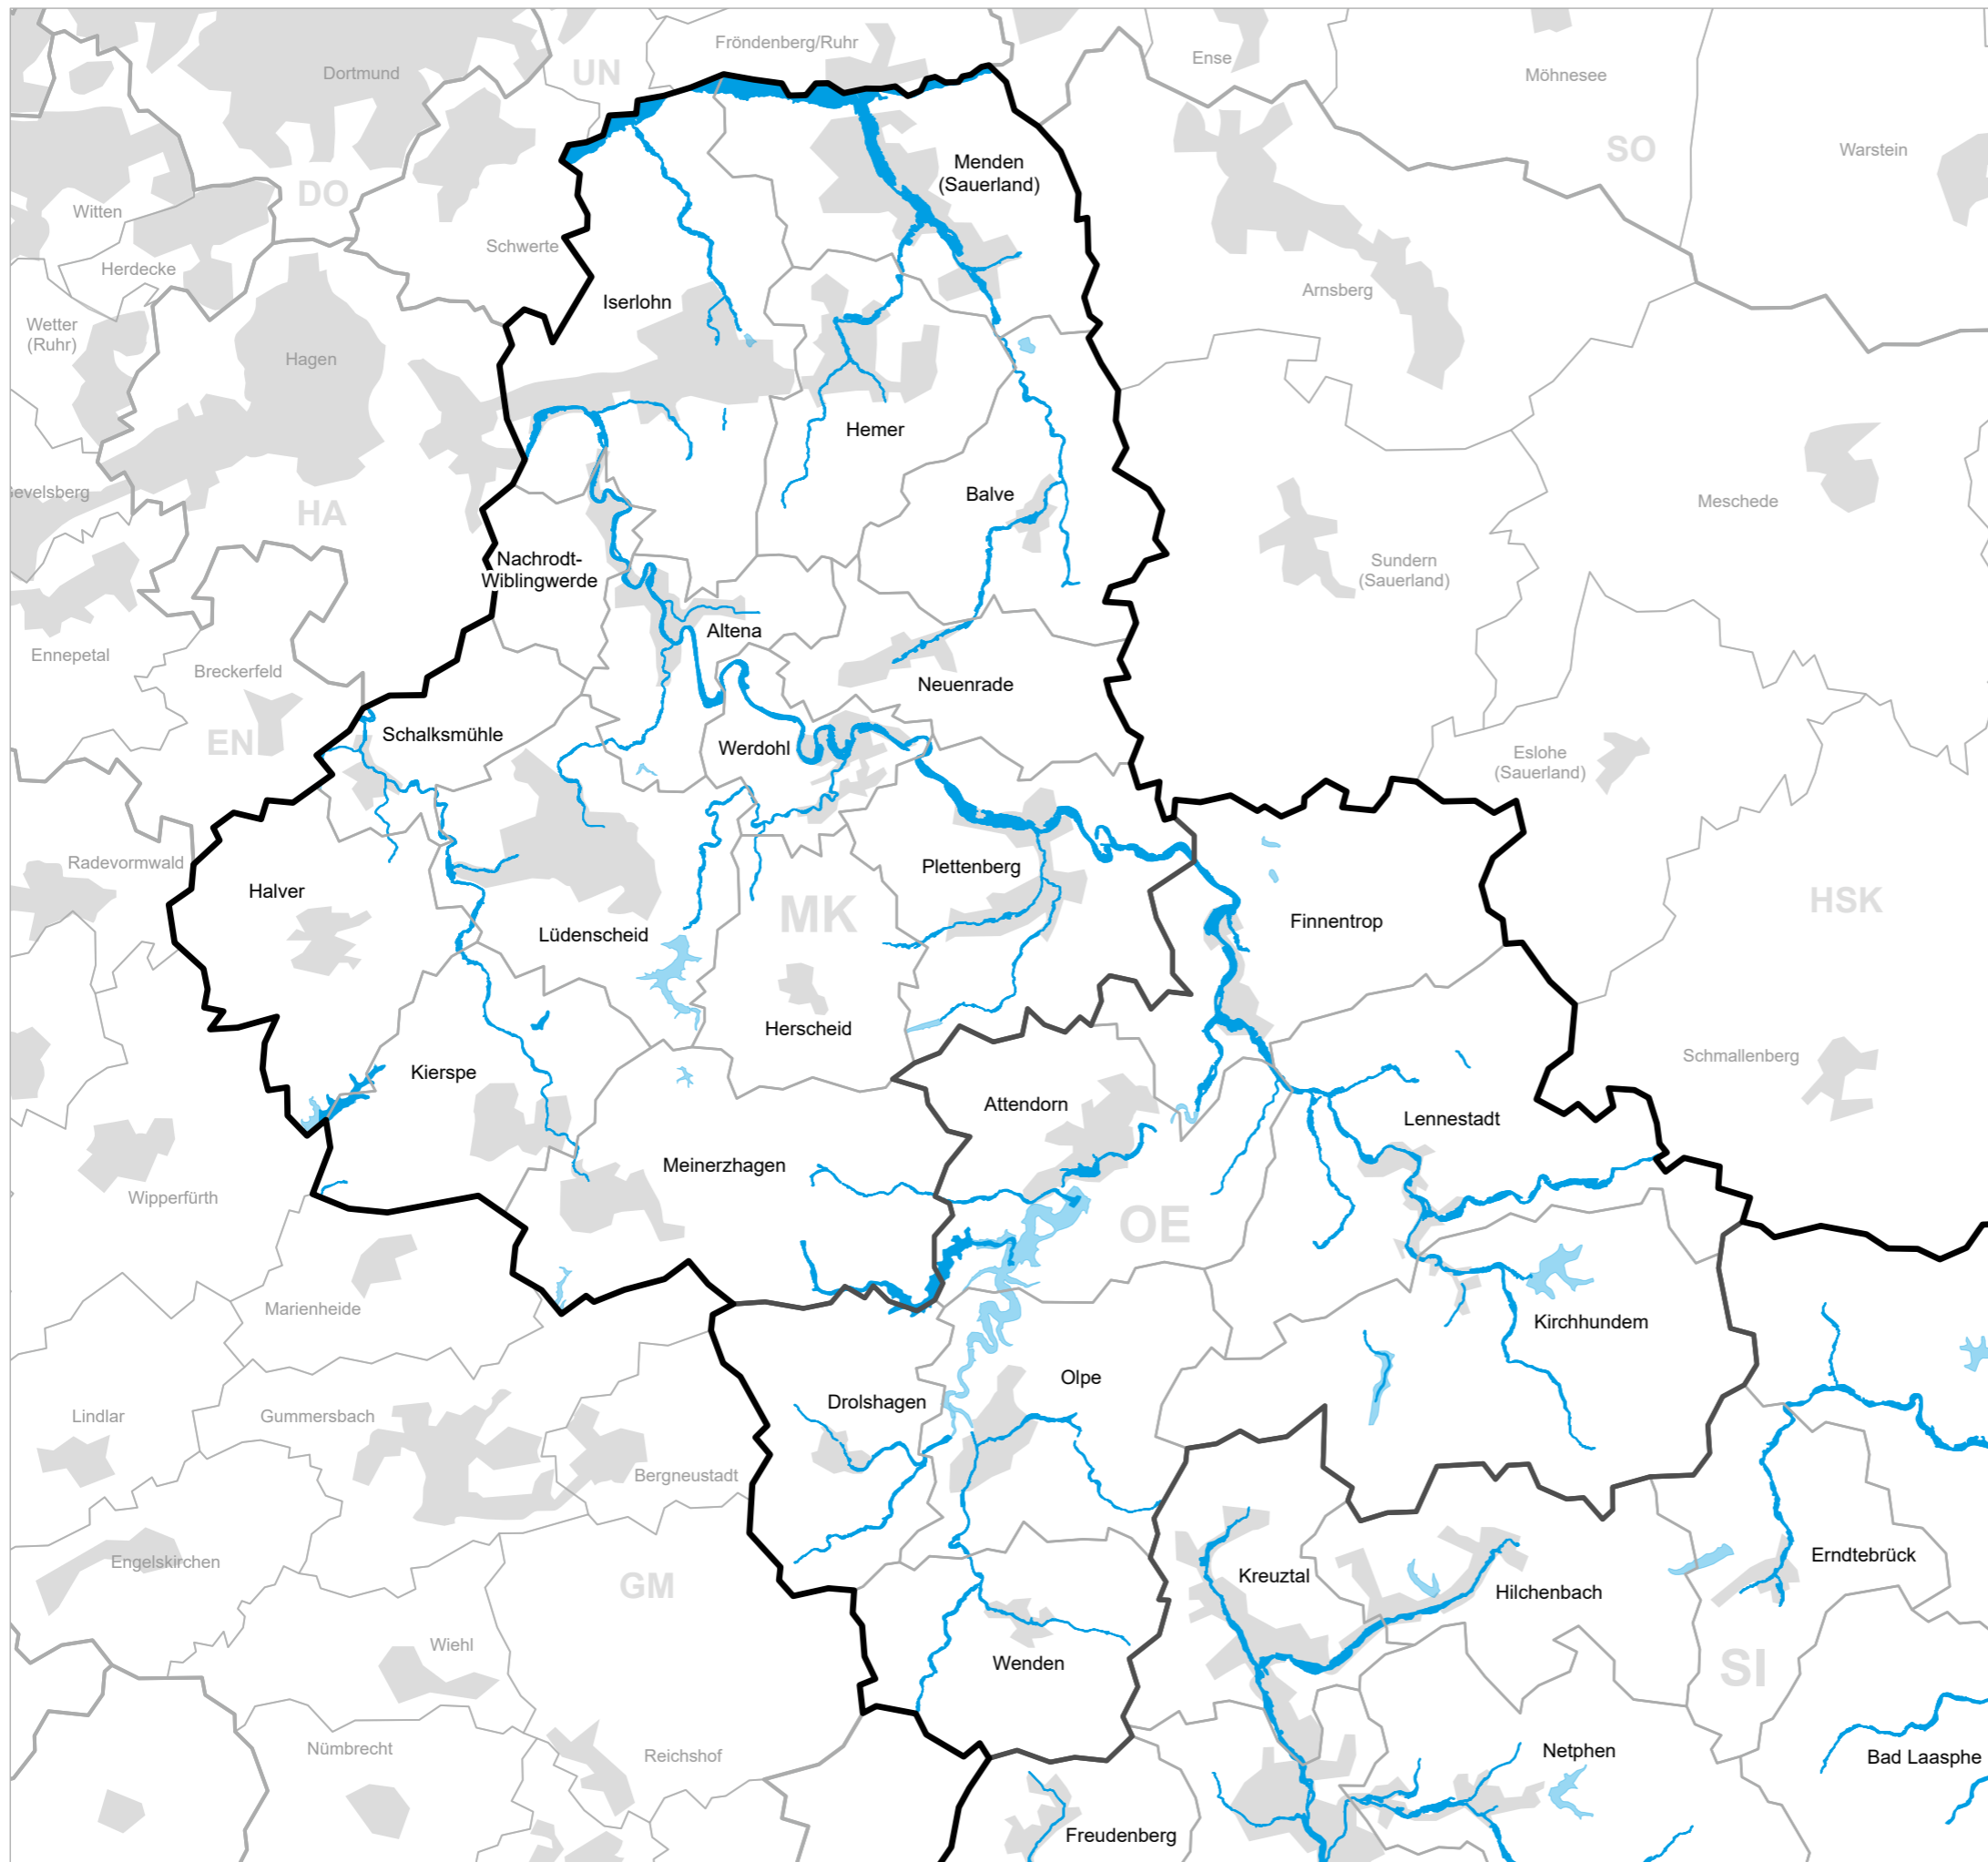 Fröndenberg/Ruhr
Ense
Dortmund
UN
Möhnesee
SO
Warstein
Menden
(Sauerland)
DO
Witten
Schwerte
Herdecke
Iserlohn
Arnsberg
Wetter
(Ruhr)
Hagen
Hemer
Balve
Gevelsberg
HA
Meschede
Nachrodt-
Wiblingwerde
Sundern
(Sauerland)
Altena
Ennepetal
Breckerfeld
Neuenrade
EN
Schalksmühle
Werdohl
Eslohe
(Sauerland)
Radevormwald
Halver
Plettenberg
HSK
MK
Finnentrop
Lüdenscheid
Herscheid
Schmallenberg
Kierspe
Attendorn
Lennestadt
Meinerzhagen
Wipperfürth
OE
Marienheide
Kirchhundem
Olpe
Drolshagen
Lindlar
Gummersbach
Bergneustadt
Engelskirchen
Erndtebrück
Kreuztal
Hilchenbach
GM
Wiehl
Wenden
SI
Nümbrecht
Reichshof
Netphen
Bad Laasphe
Freudenberg